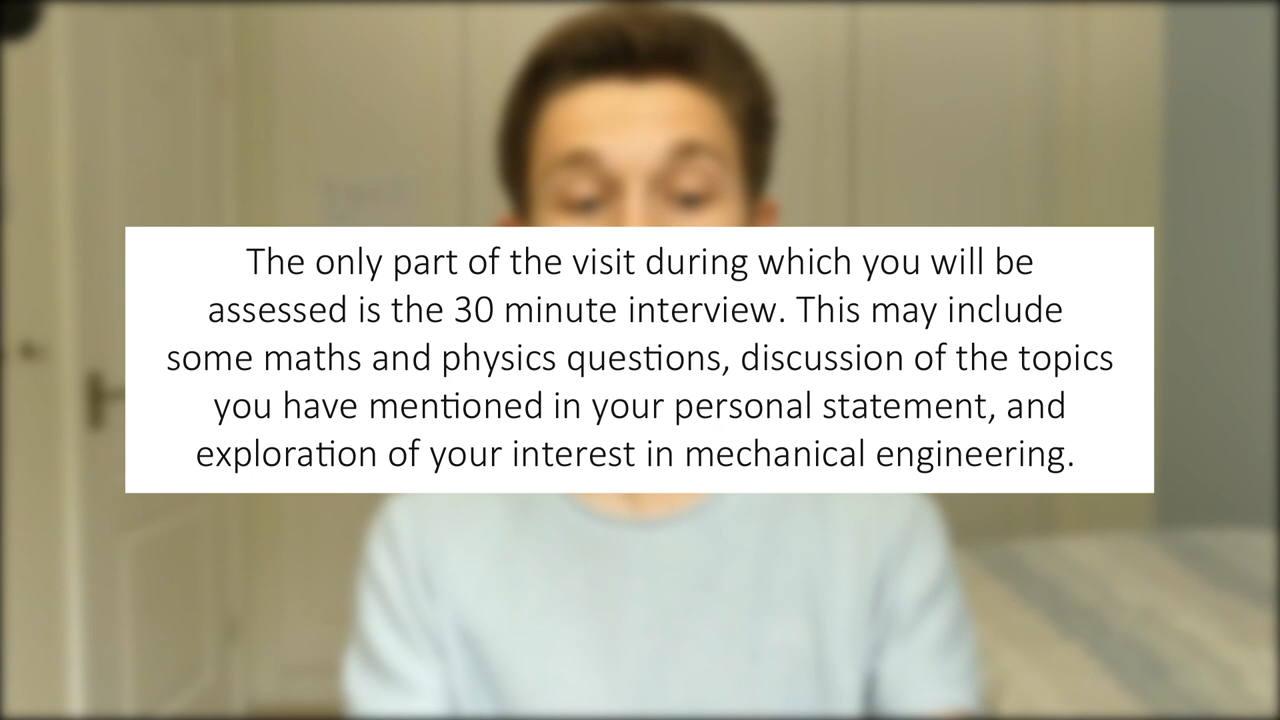 The only part of the visit during which you will be
assessed is the 30 minute interview. This may include
some maths and physics questions, discussion of the topics
you have mentioned in your personal statement, and
exploration of your interest in mechanical engineering.